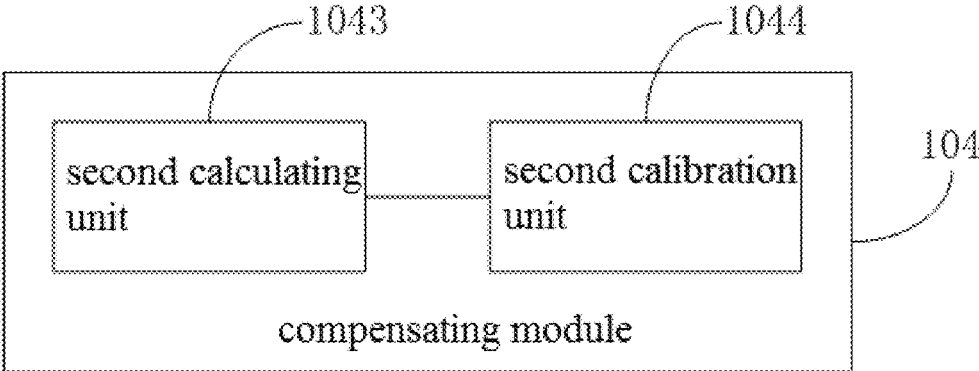 1043
1044
104
second calculating
unit
second calibration
unit
compensating module